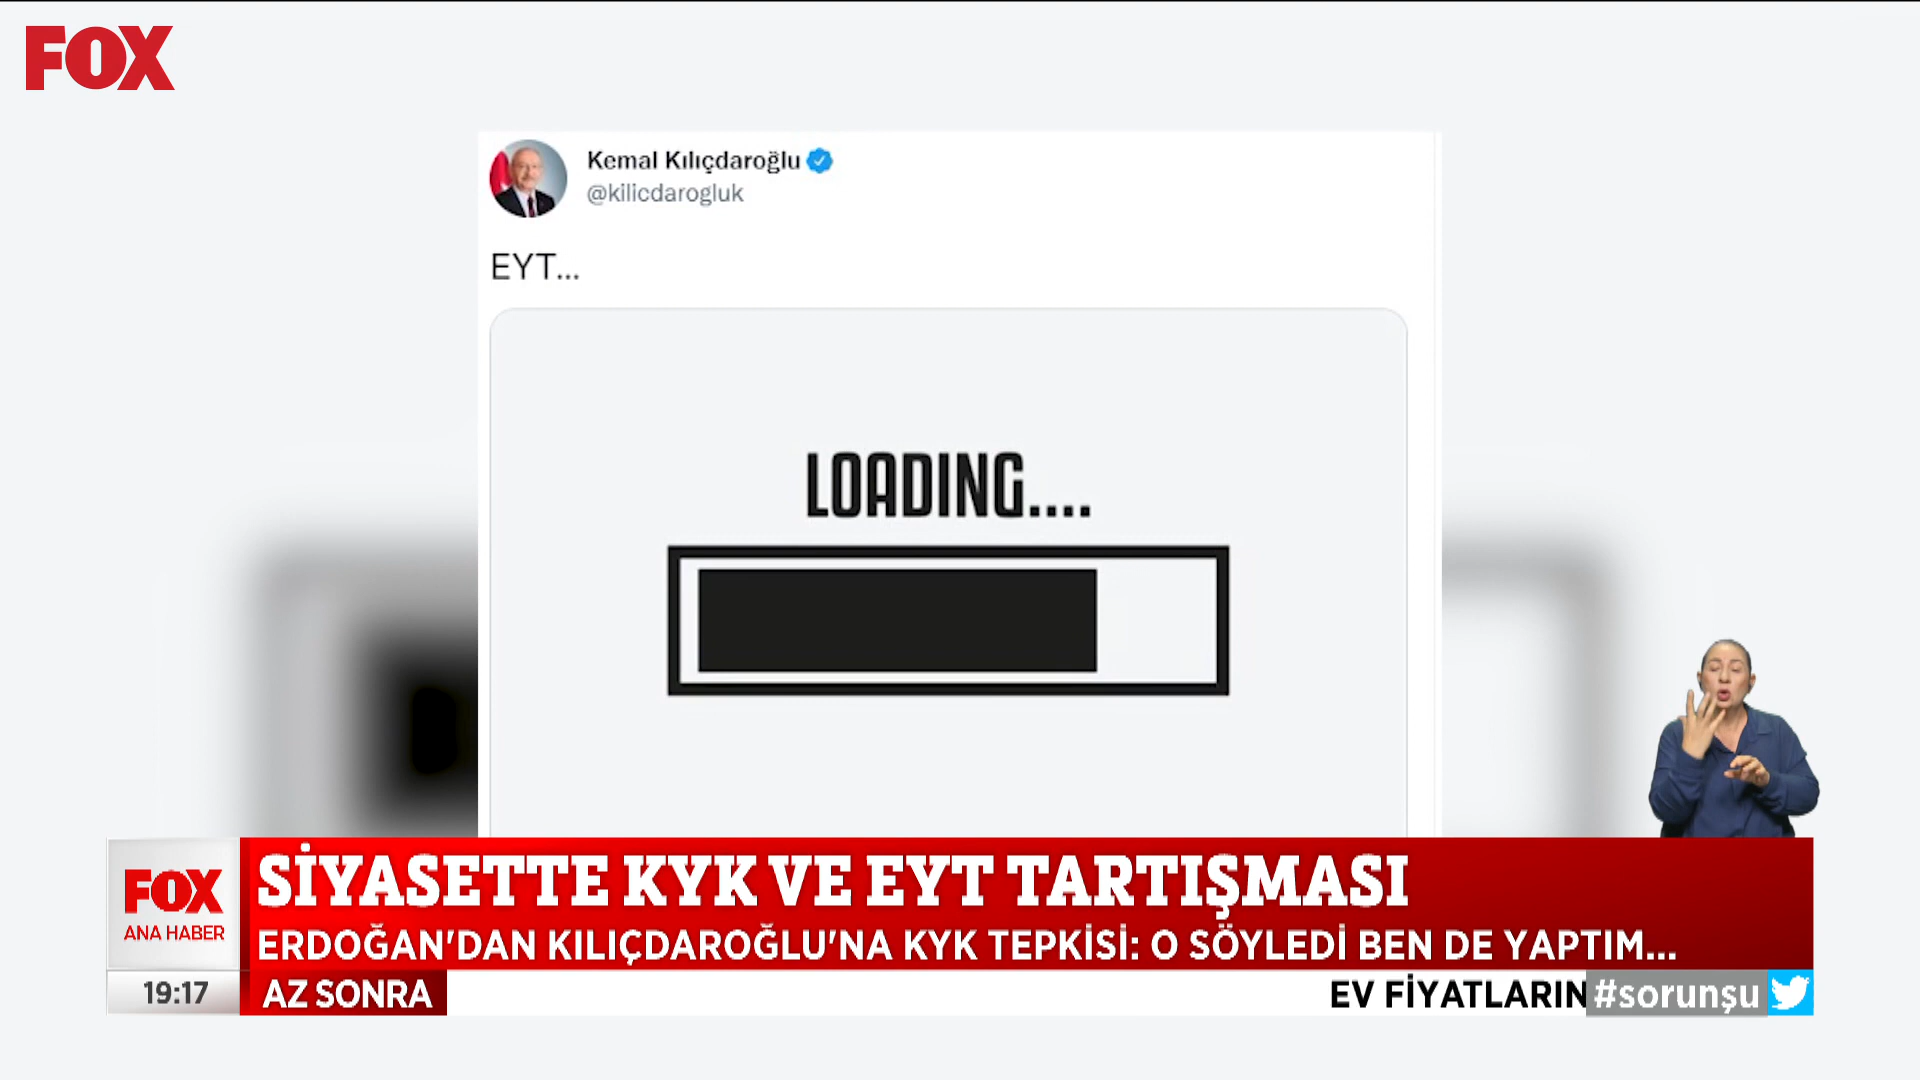 FOX
Kemal Kılıçdaroğlu
@kilicdarogluk
EYT...
LOADING....
FOX
ANA HABER
SİYASETTE KYK VE EYT TARTIŞMASI
ERDOĞAN'DAN KILIÇDAROĞLU'NA KYK TEPKİSİ: O SÖYLEDİ BEN DE YAPTIM...
19:17
AZ SONRA
EV FİYATLARIN
#sorunşu